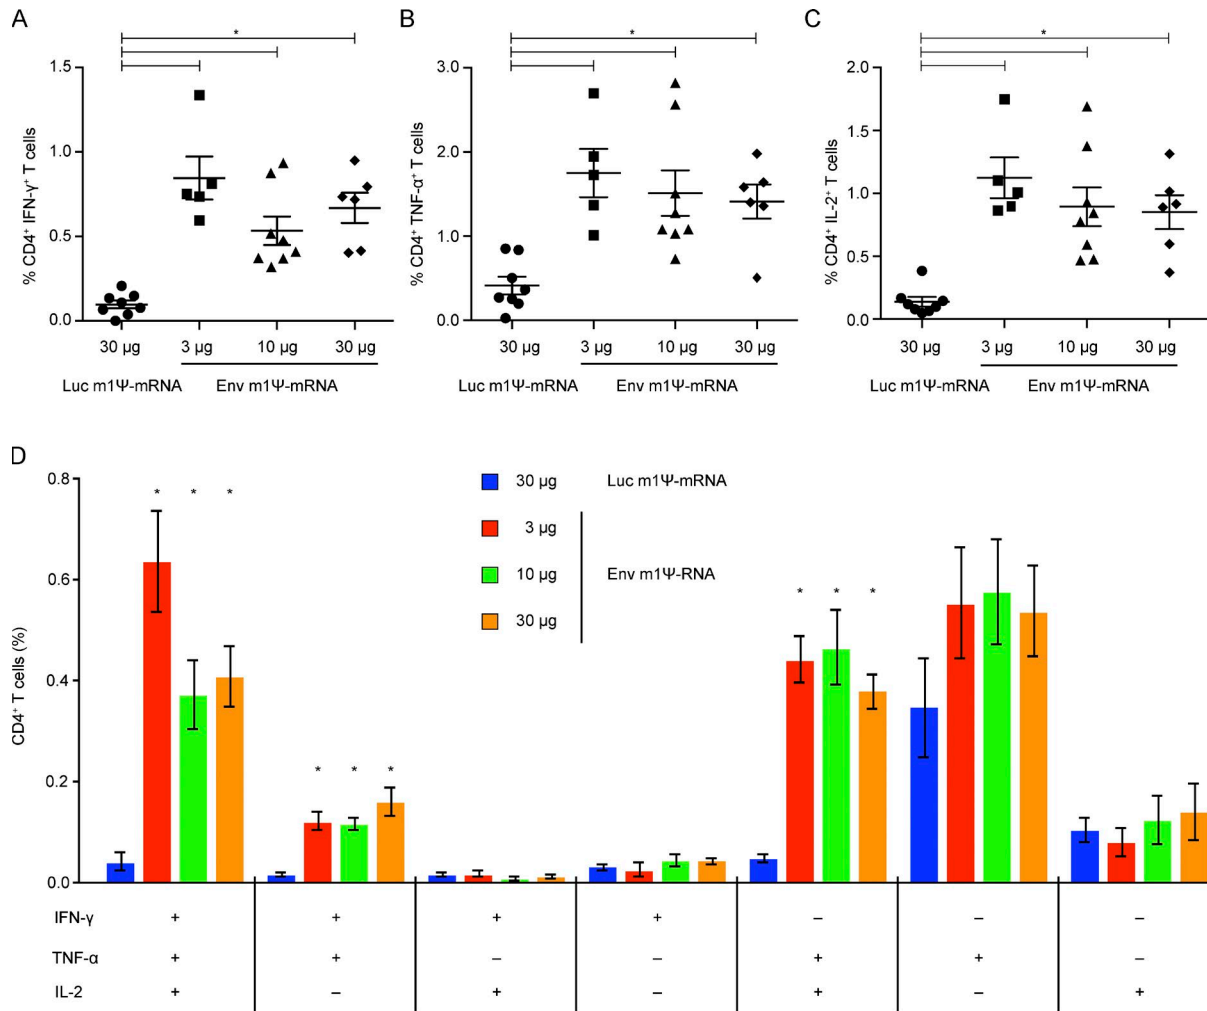 A
B
C
*
*
*
1.5
1.0
0.5
0.0
% CD4⁺ IFN-γ⁺ T cells
30 µg
3 µg
10 µg
30 µg
Luc m1Ψ-mRNA
Env m1Ψ-mRNA
3.0
2.0
1.0
0.0
% CD4⁺ TNF-α⁺ T cells
30 µg
3 µg
10 µg
30 µg
Luc m1Ψ-mRNA
Env m1Ψ-mRNA
2.0
1.5
1.0
0.5
0.0
% CD4⁺ IL-2⁺ T cells
30 µg
3 µg
10 µg
30 µg
Luc m1Ψ-mRNA
Env m1Ψ-mRNA
D
0.8
0.6
0.4
0.2
0.0
CD4⁺ T cells (%)
30 µg Luc m1Ψ-mRNA
3 µg
10 µg Env m1Ψ-RNA
30 µg
* * *
* * *
* * *
IFN-γ + + + + – – –
TNF-α + + – – + + –
IL-2 + – + – + – +